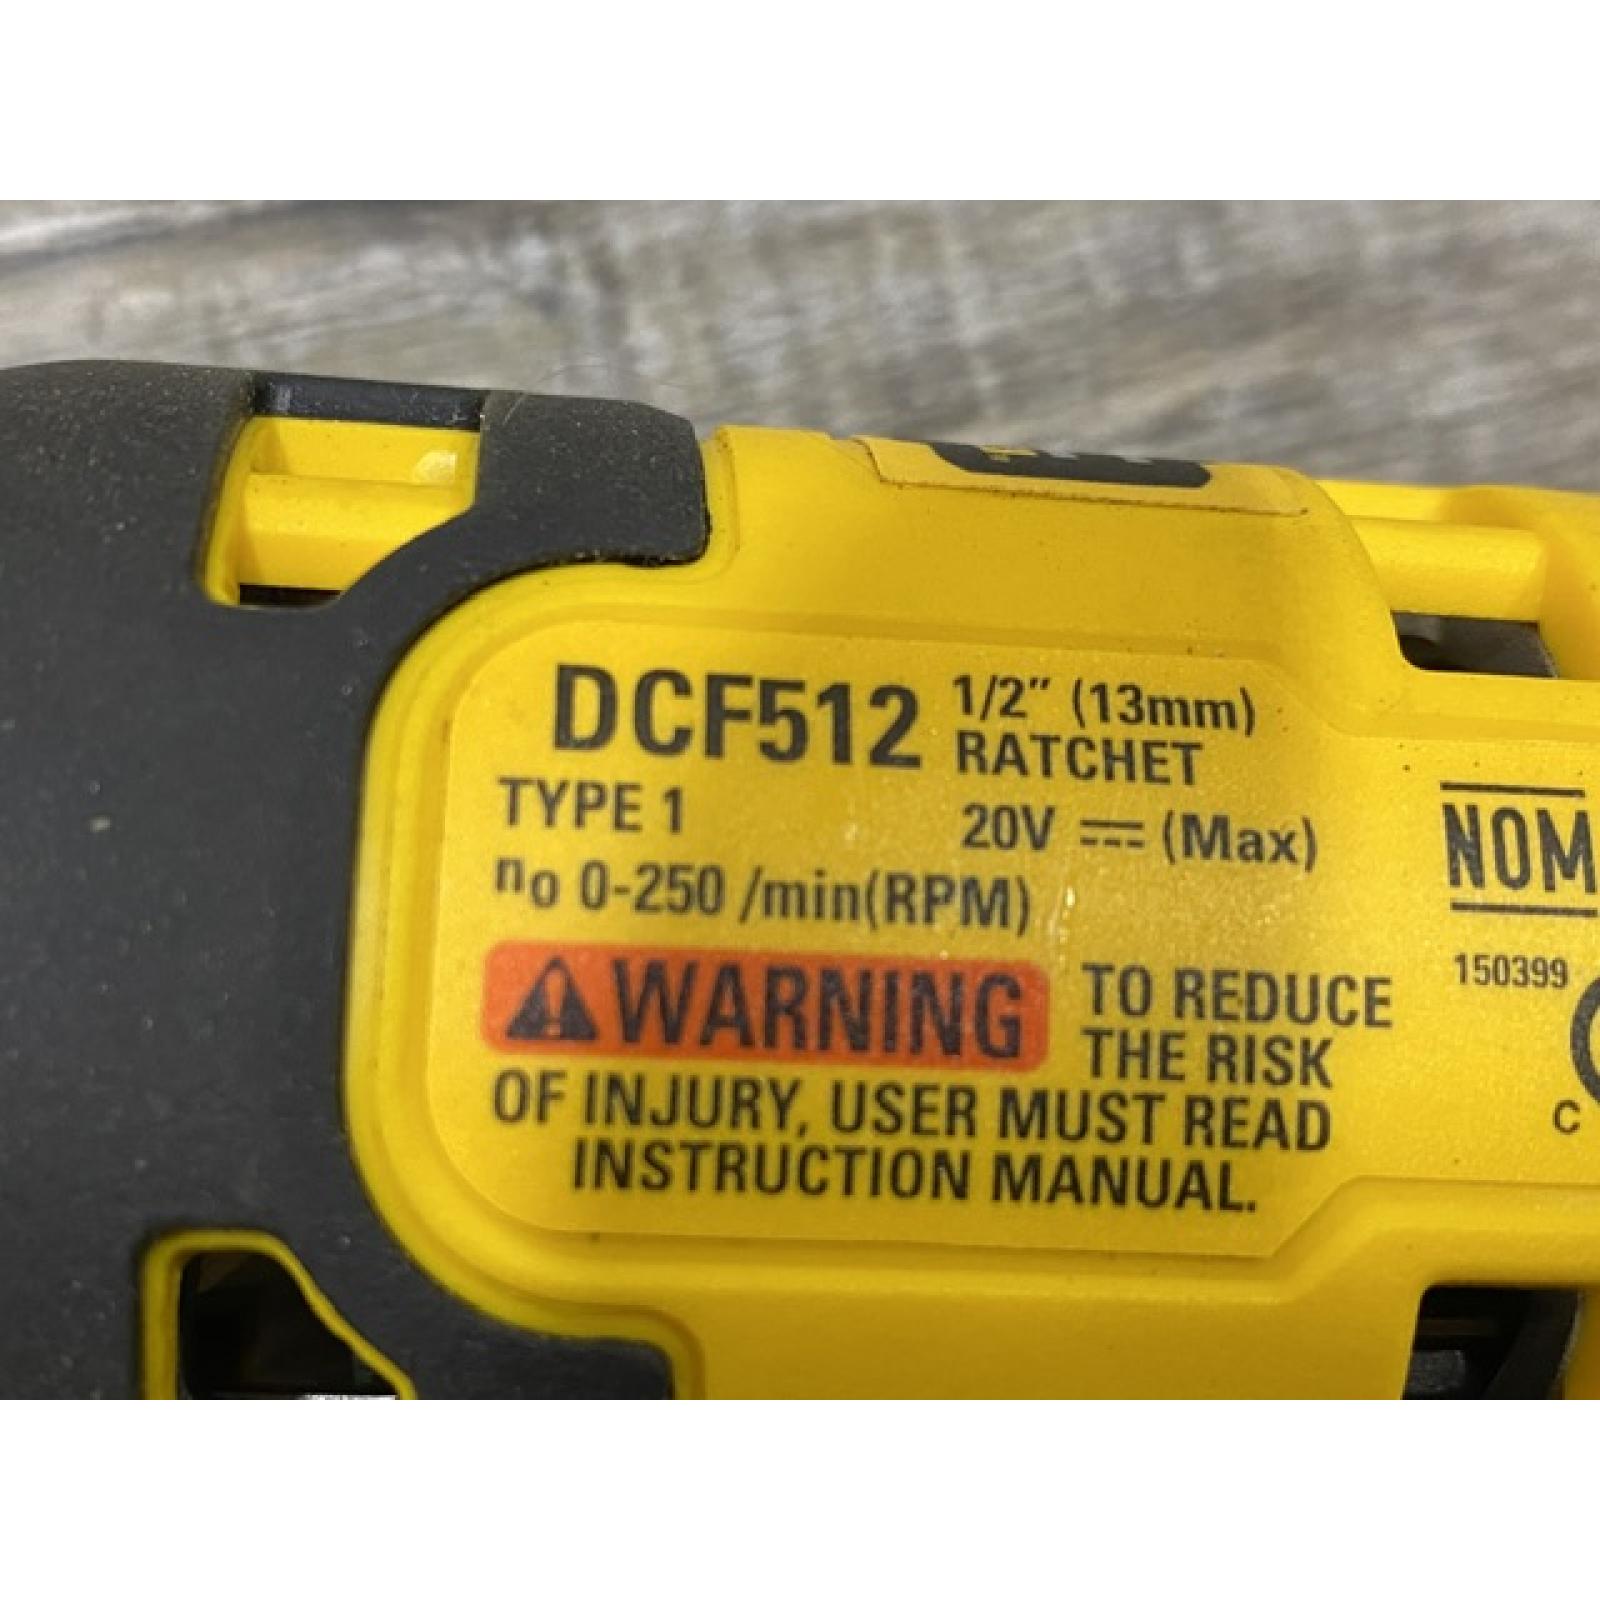 DCF512 1/2" (13mm)
RATCHET
TYPE 1 20V ⎓ (Max)
no 0-250 /min(RPM)
WARNING TO REDUCE
THE RISK
OF INJURY, USER MUST READ
INSTRUCTION MANUAL.
NOM
150399
C